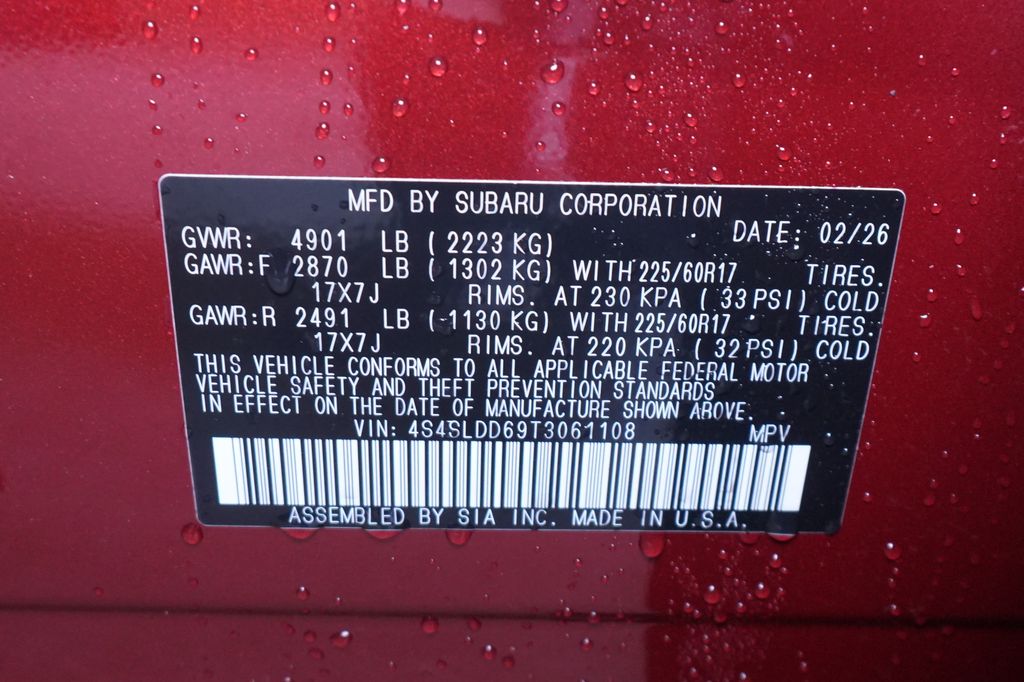 MFD BY SUBARU CORPORATION
DATE: 02/26
GVWR: 4901 LB ( 2223 KG)
GAWR:F 2870 LB ( 1302 KG) WITH 225/60R17 TIRES.
17X7J RIMS. AT 230 KPA ( 33 PSI) COLD
GAWR:R 2491 LB ( 1130 KG) WITH 225/60R17 TIRES.
17X7J RIMS. AT 220 KPA ( 32 PSI) COLD
THIS VEHICLE CONFORMS TO ALL APPLICABLE FEDERAL MOTOR
VEHICLE SAFETY AND THEFT PREVENTION STANDARDS
IN EFFECT ON THE DATE OF MANUFACTURE SHOWN ABOVE.
VIN: 4S4SLDD69T3061108 MPV
ASSEMBLED BY SIA INC. MADE IN U.S.A.